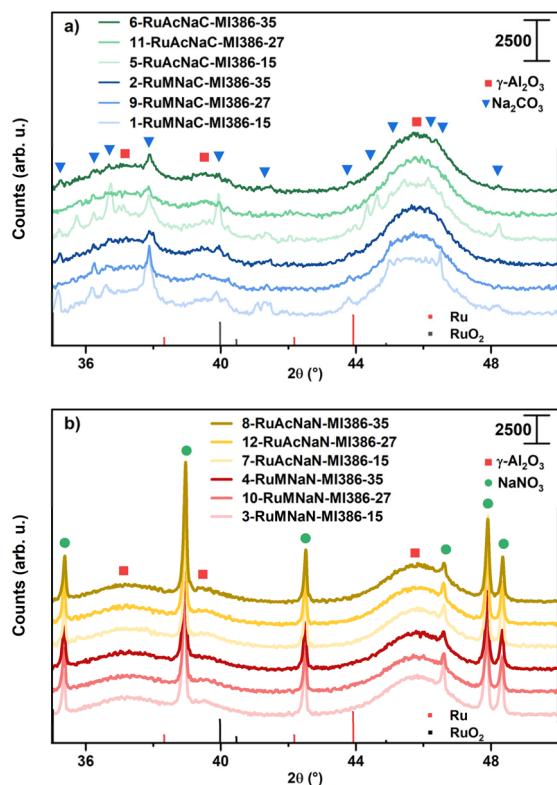 a)
6-RuAcNaC-MI386-35
11-RuAcNaC-MI386-27
5-RuAcNaC-MI386-15
2-RuMNaC-MI386-35
9-RuMNaC-MI386-27
1-RuMNaC-MI386-15
2500
γ-Al2O3
Na2CO3
Counts (arb. u.)
Ru
RuO2
36 40 44 48
2θ (°)
b)
8-RuAcNaN-MI386-35
12-RuAcNaN-MI386-27
7-RuAcNaN-MI386-15
4-RuMNaN-MI386-35
10-RuMNaN-MI386-27
3-RuMNaN-MI386-15
2500
γ-Al2O3
NaNO3
Counts (arb. u.)
Ru
RuO2
36 40 44 48
2θ (°)